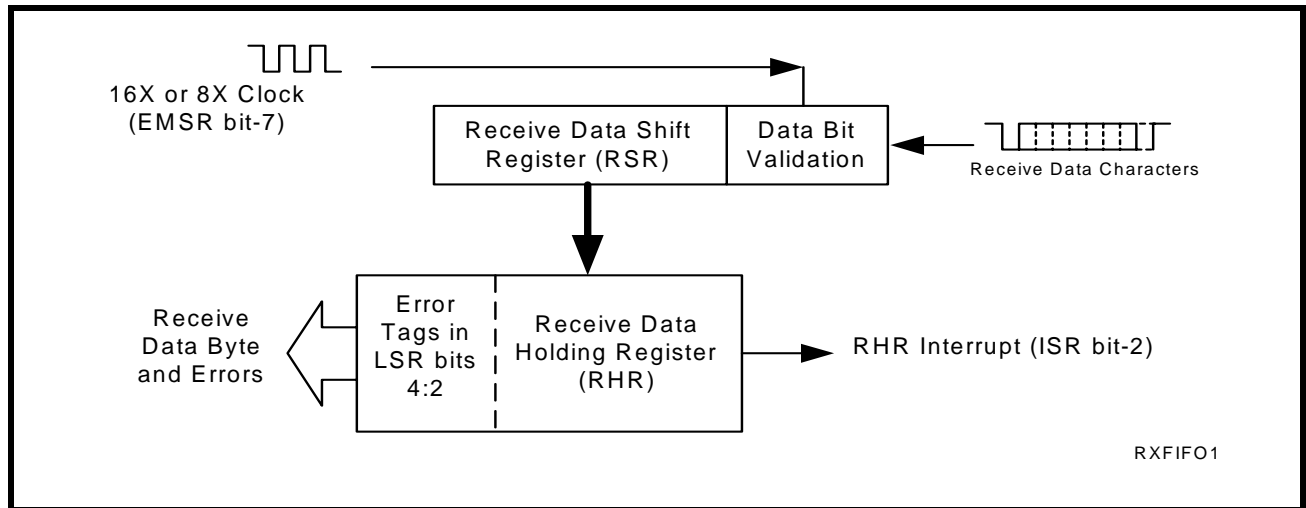 16X or 8X Clock
(EMSR bit-7)
Receive Data Shift
Register (RSR)
Data Bit
Validation
Receive Data Characters
Receive
Data Byte
and Errors
Error
Tags in
LSR bits
4:2
Receive Data
Holding Register
(RHR)
RHR Interrupt (ISR bit-2)
RXFIFO1